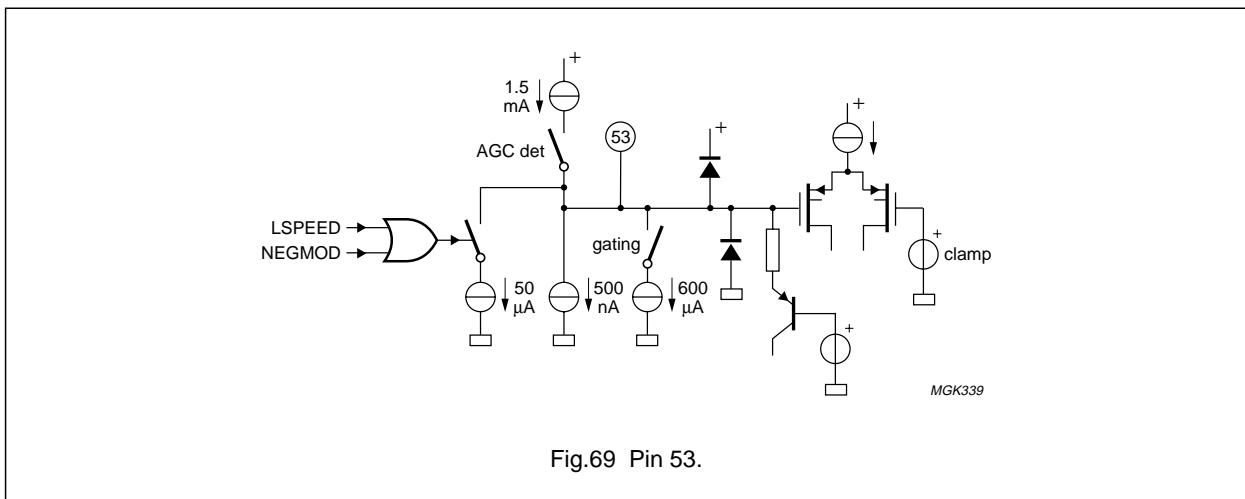 +
1.5
mA
AGC det
53
+
+
LSPEED
NEGMOD
gating
+
clamp
50
μA
500
nA
600
μA
+
MGK339
Fig.69 Pin 53.